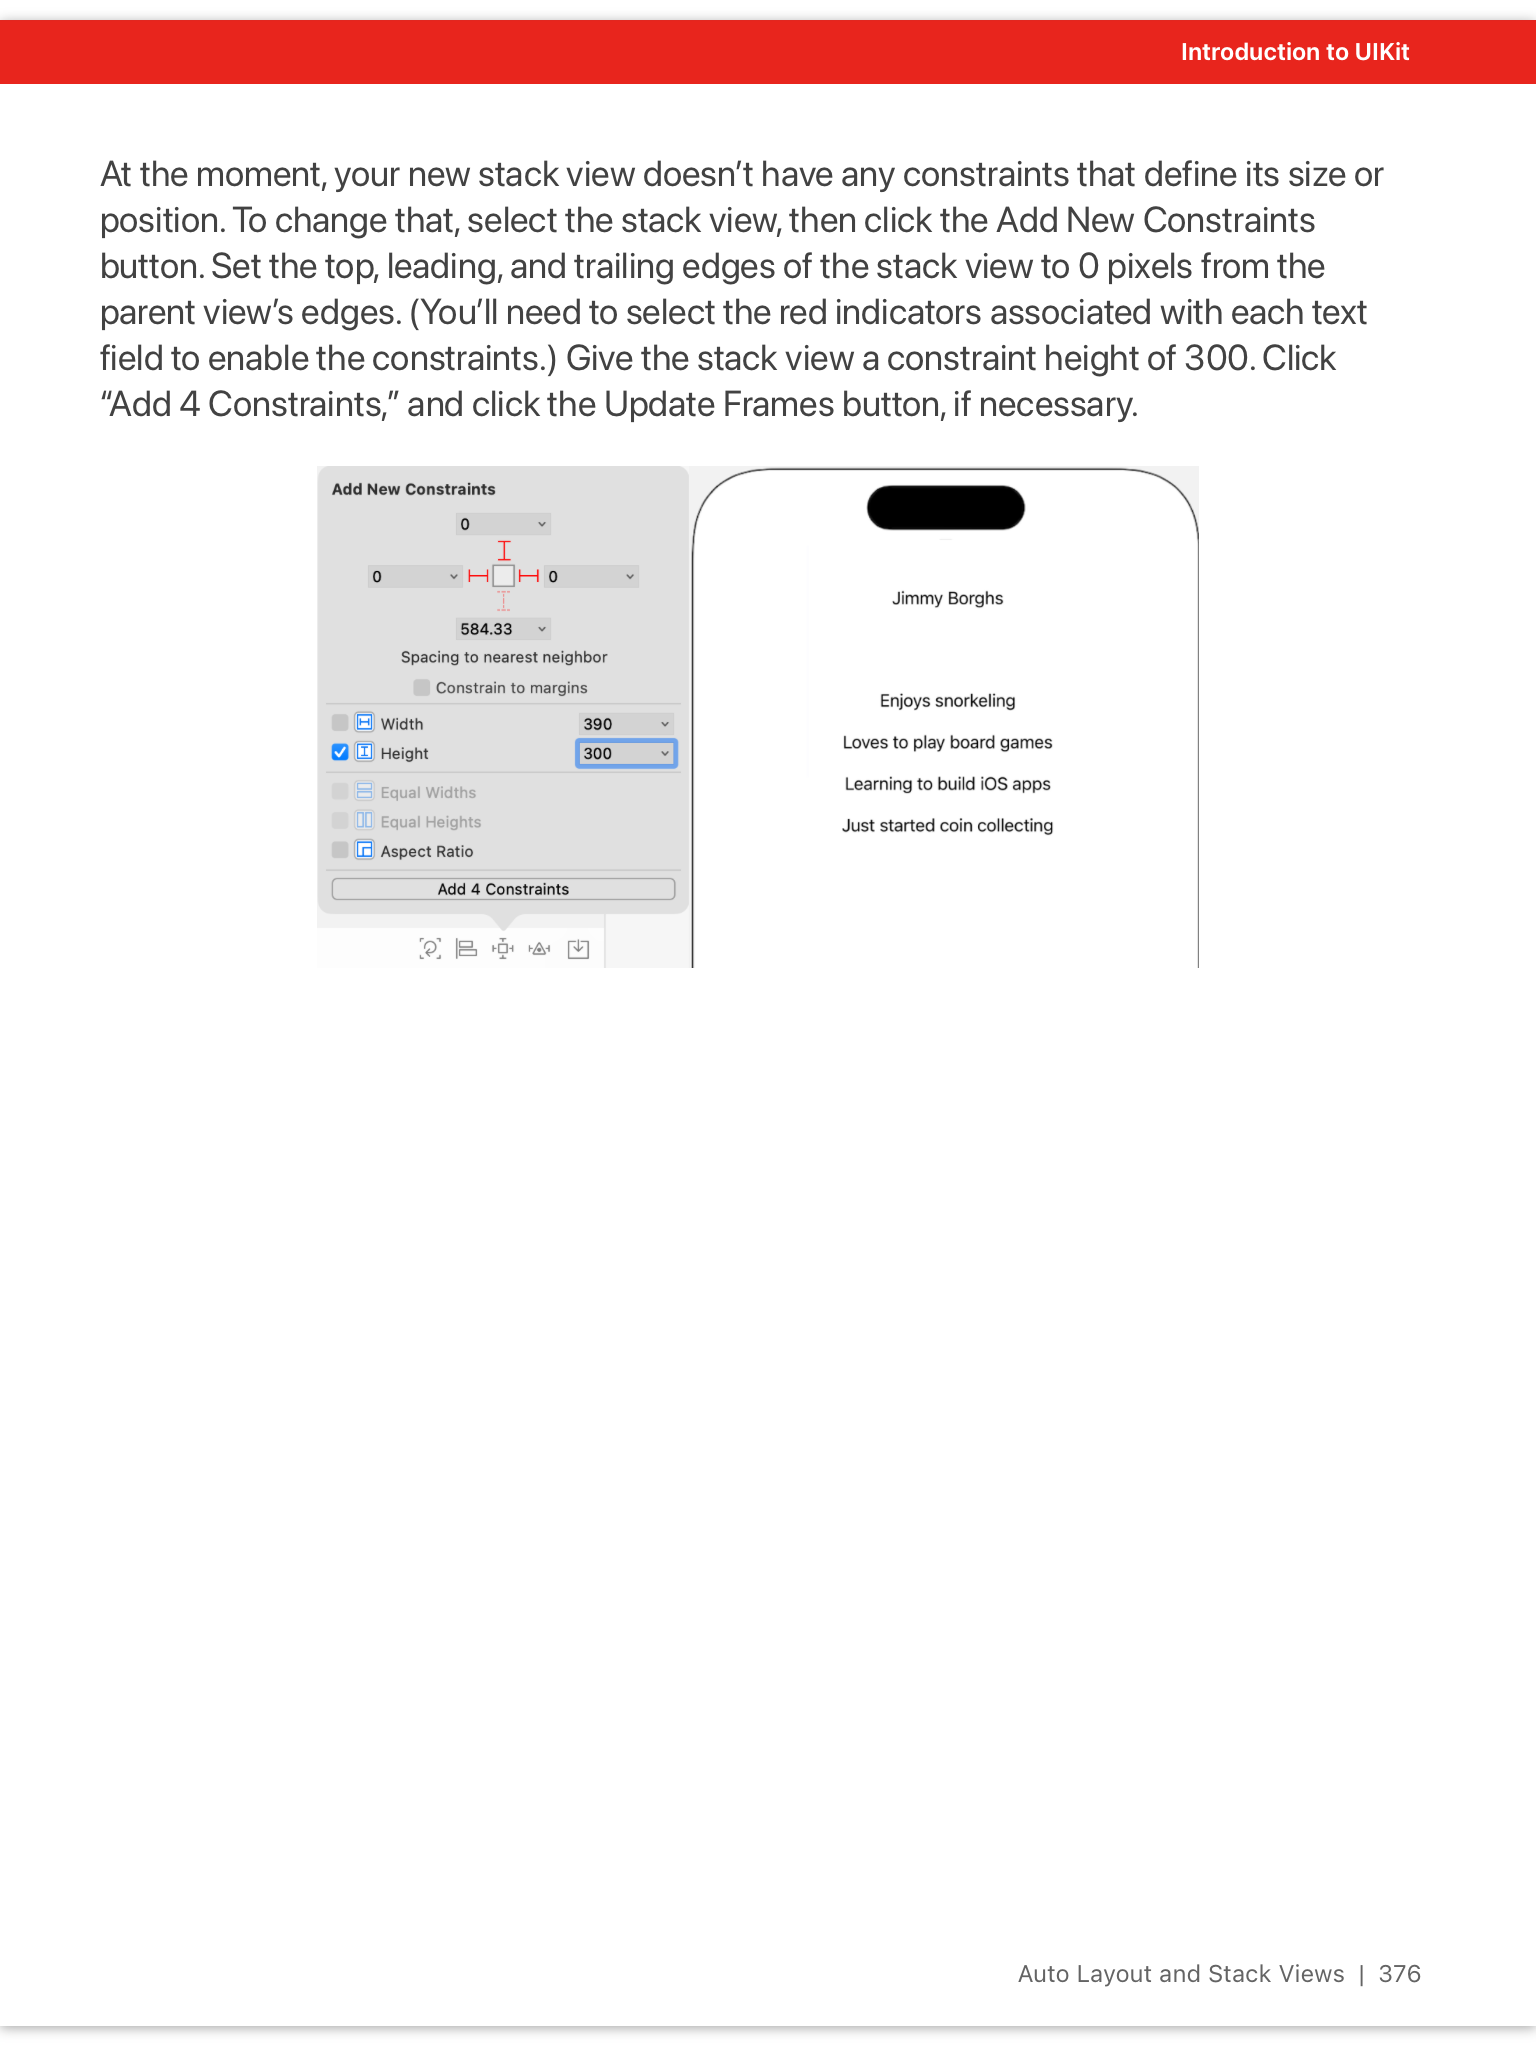 Introduction to UIKit
At the moment, your new stack view doesn’t have any constraints that define its size or
position. To change that, select the stack view, then click the Add New Constraints
button. Set the top, leading, and trailing edges of the stack view to 0 pixels from the
parent view’s edges. (You’ll need to select the red indicators associated with each text
field to enable the constraints.) Give the stack view a constraint height of 300. Click
“Add 4 Constraints,” and click the Update Frames button, if necessary.
Add New Constraints
0
0 0
584.33
Spacing to nearest neighbor
Constrain to margins
Width 390
Height 300
Equal Widths
Equal Heights
Aspect Ratio
Add 4 Constraints
Jimmy Borghs
Enjoys snorkeling
Loves to play board games
Learning to build iOS apps
Just started coin collecting
Auto Layout and Stack Views | 376